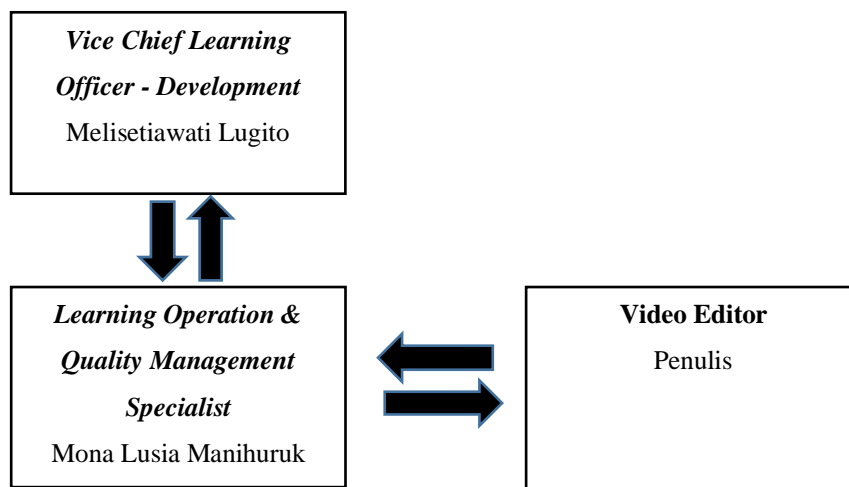 Vice Chief Learning
Officer - Development
Melisetiawati Lugito
Learning Operation &
Quality Management
Specialist
Mona Lusia Manihuruk
Video Editor
Penulis